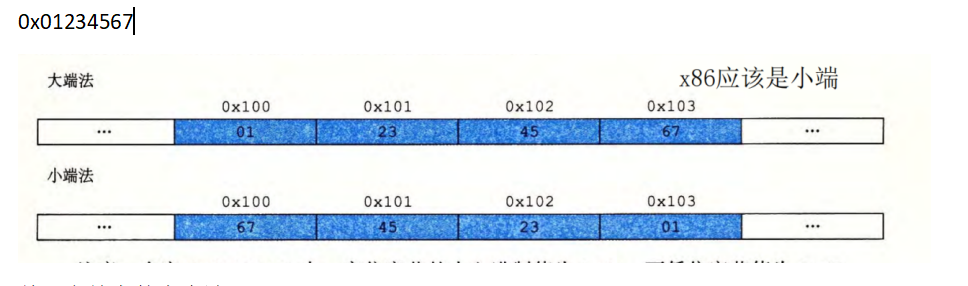 0x01234567
大端法 x86应该是小端
0x100 0x101 0x102 0x103
... 01 23 45 67 ...
小端法
0x100 0x101 0x102 0x103
... 67 45 23 01 ...